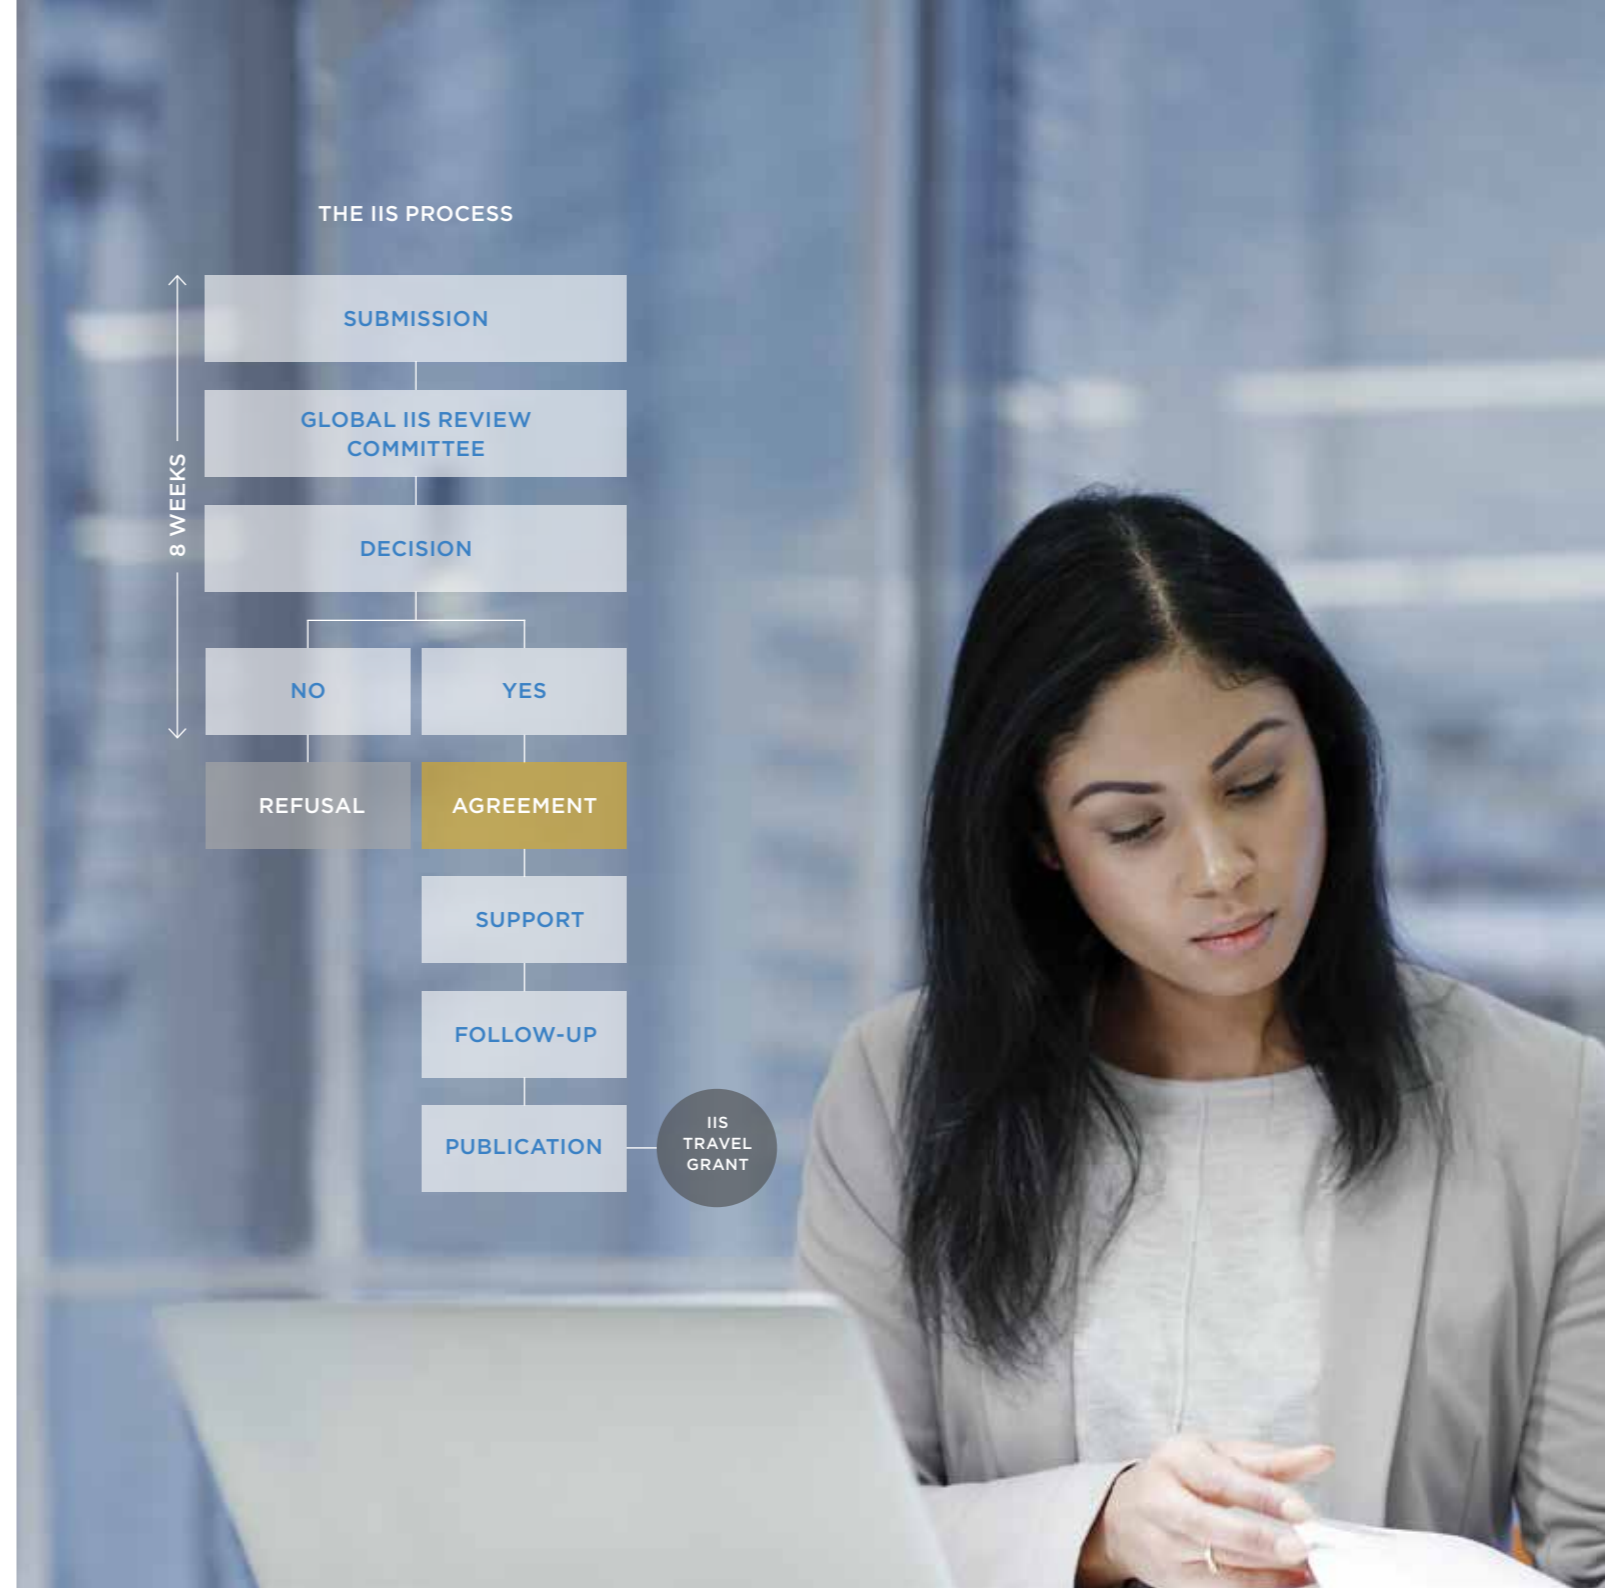 THE IIS PROCESS
SUBMISSION
GLOBAL IIS REVIEW
COMMITTEE
8 WEEKS
DECISION
NO
YES
REFUSAL
AGREEMENT
SUPPORT
FOLLOW-UP
PUBLICATION
IIS
TRAVEL
GRANT